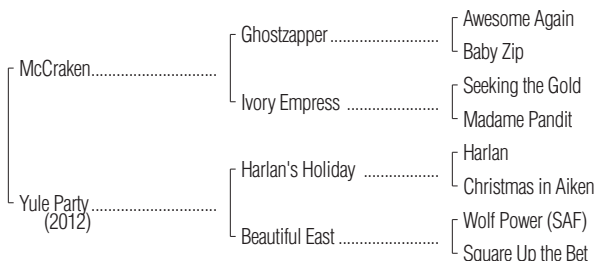 Awesome Again
Ghostzapper
Baby Zip
McCraken
Seeking the Gold
Ivory Empress
Madame Pandit
Harlan
Harlan's Holiday
Christmas in Aiken
Yule Party
(2012)
Wolf Power (SAF)
Beautiful East
Square Up the Bet